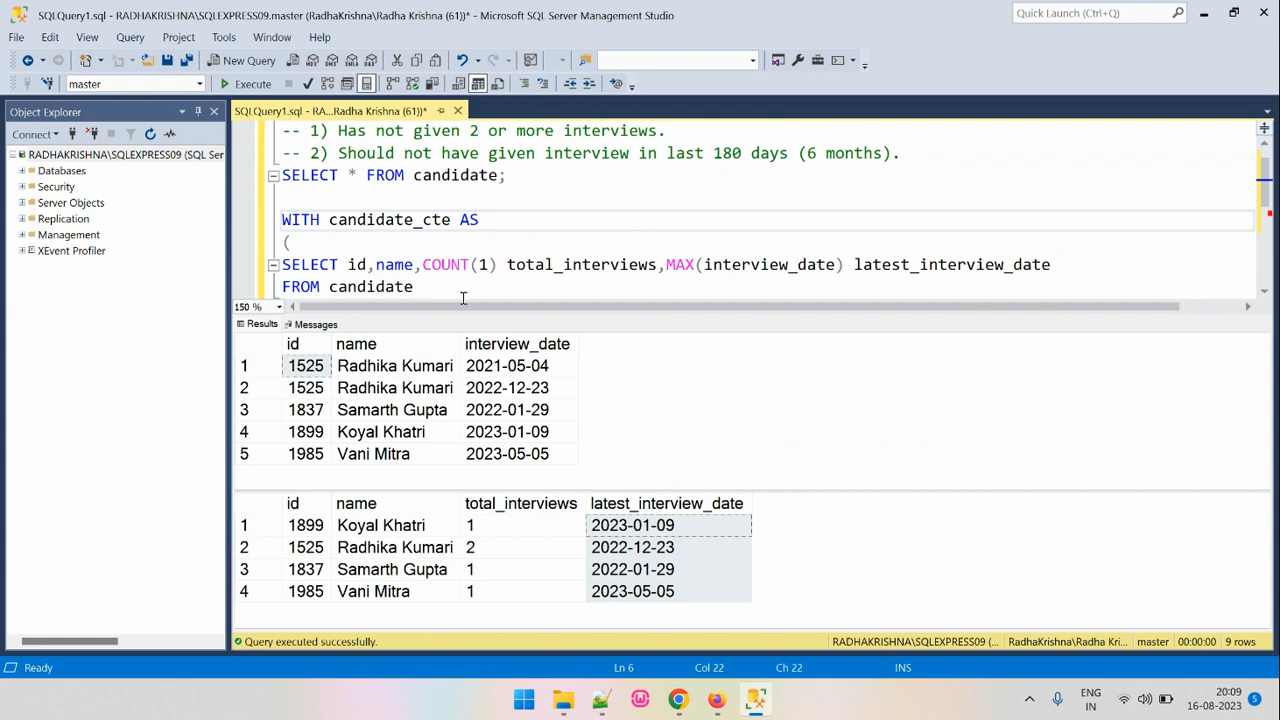 SQLQuery1.sql - RADHAKRISHNA\SQLEXPRESS09.master (RadhaKrishna\Radha Krishna (61))* - Microsoft SQL Server Management Studio
Quick Launch (Ctrl+Q)
File Edit View Query Project Tools Window Help
New Query
master Execute
Object Explorer
Connect
RADHAKRISHNA\SQLEXPRESS09 (SQL Ser
Databases
Security
Server Objects
Replication
Management
XEvent Profiler
SQLQuery1.sql - RA...Radha Krishna (61))*
-- 1) Has not given 2 or more interviews.
-- 2) Should not have given interview in last 180 days (6 months).
SELECT * FROM candidate;
WITH candidate_cte AS
(
SELECT id,name,COUNT(1) total_interviews,MAX(interview_date) latest_interview_date
FROM candidate
150 %
Results Messages
id name interview_date
1 1525 Radhika Kumari 2021-05-04
2 1525 Radhika Kumari 2022-12-23
3 1837 Samarth Gupta 2022-01-29
4 1899 Koyal Khatri 2023-01-09
5 1985 Vani Mitra 2023-05-05
id name total_interviews latest_interview_date
1 1899 Koyal Khatri 1 2023-01-09
2 1525 Radhika Kumari 2 2022-12-23
3 1837 Samarth Gupta 1 2022-01-29
4 1985 Vani Mitra 1 2023-05-05
Query executed successfully. RADHAKRISHNA\SQLEXPRESS09 (... RadhaKrishna\Radha Kri... master 00:00:00 9 rows
Ready Ln 6 Col 22 Ch 22 INS
ENG
IN
20:09
16-08-2023
5